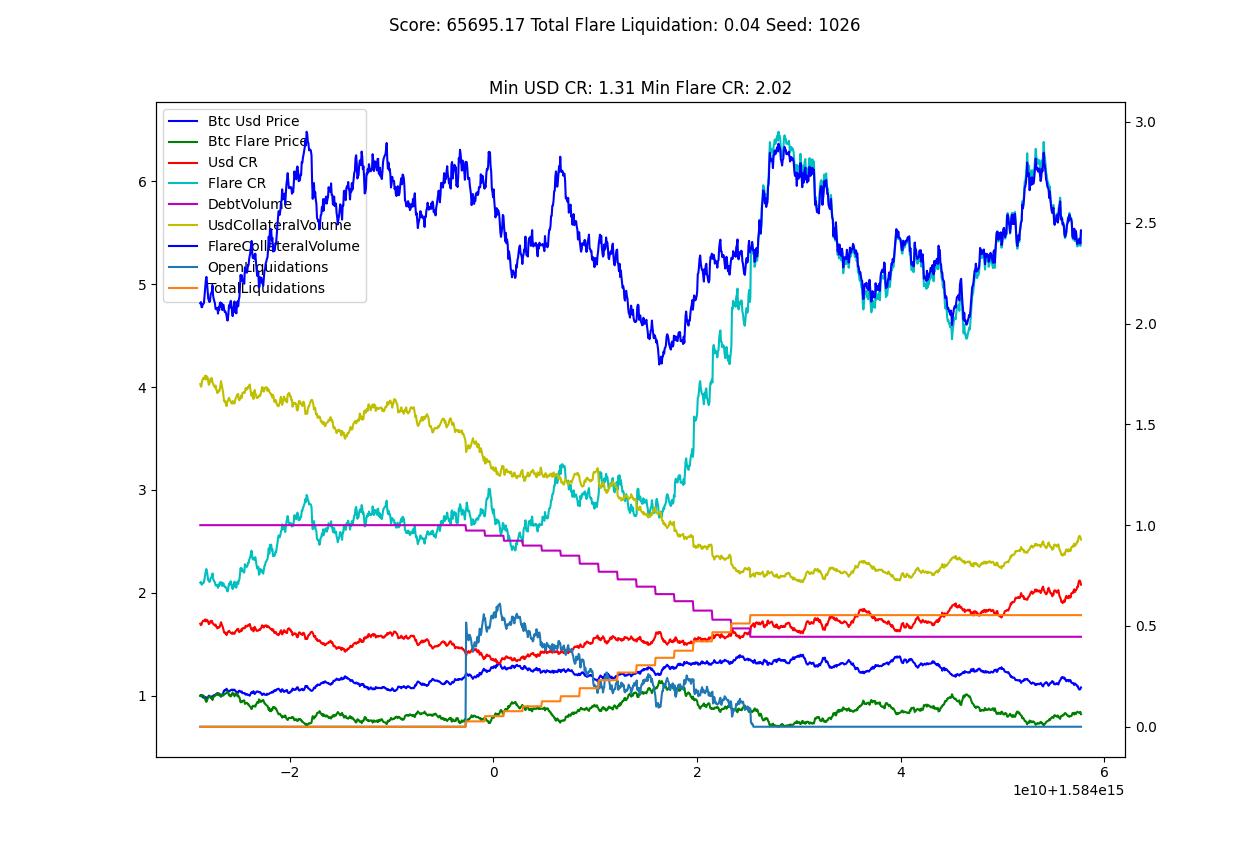 Score: 65695.17 Total Flare Liquidation: 0.04 Seed: 1026
Min USD CR: 1.31 Min Flare CR: 2.02
Btc Usd Price
Btc Flare Price
Usd CR
Flare CR
DebtVolume
UsdCollateralVolume
FlareCollateralVolume
OpenLiquidations
TotalLiquidations
6
5
4
3
2
1
3.0
2.5
2.0
1.5
1.0
0.5
0.0
−2
0
2
4
6
1e10+1.584e15